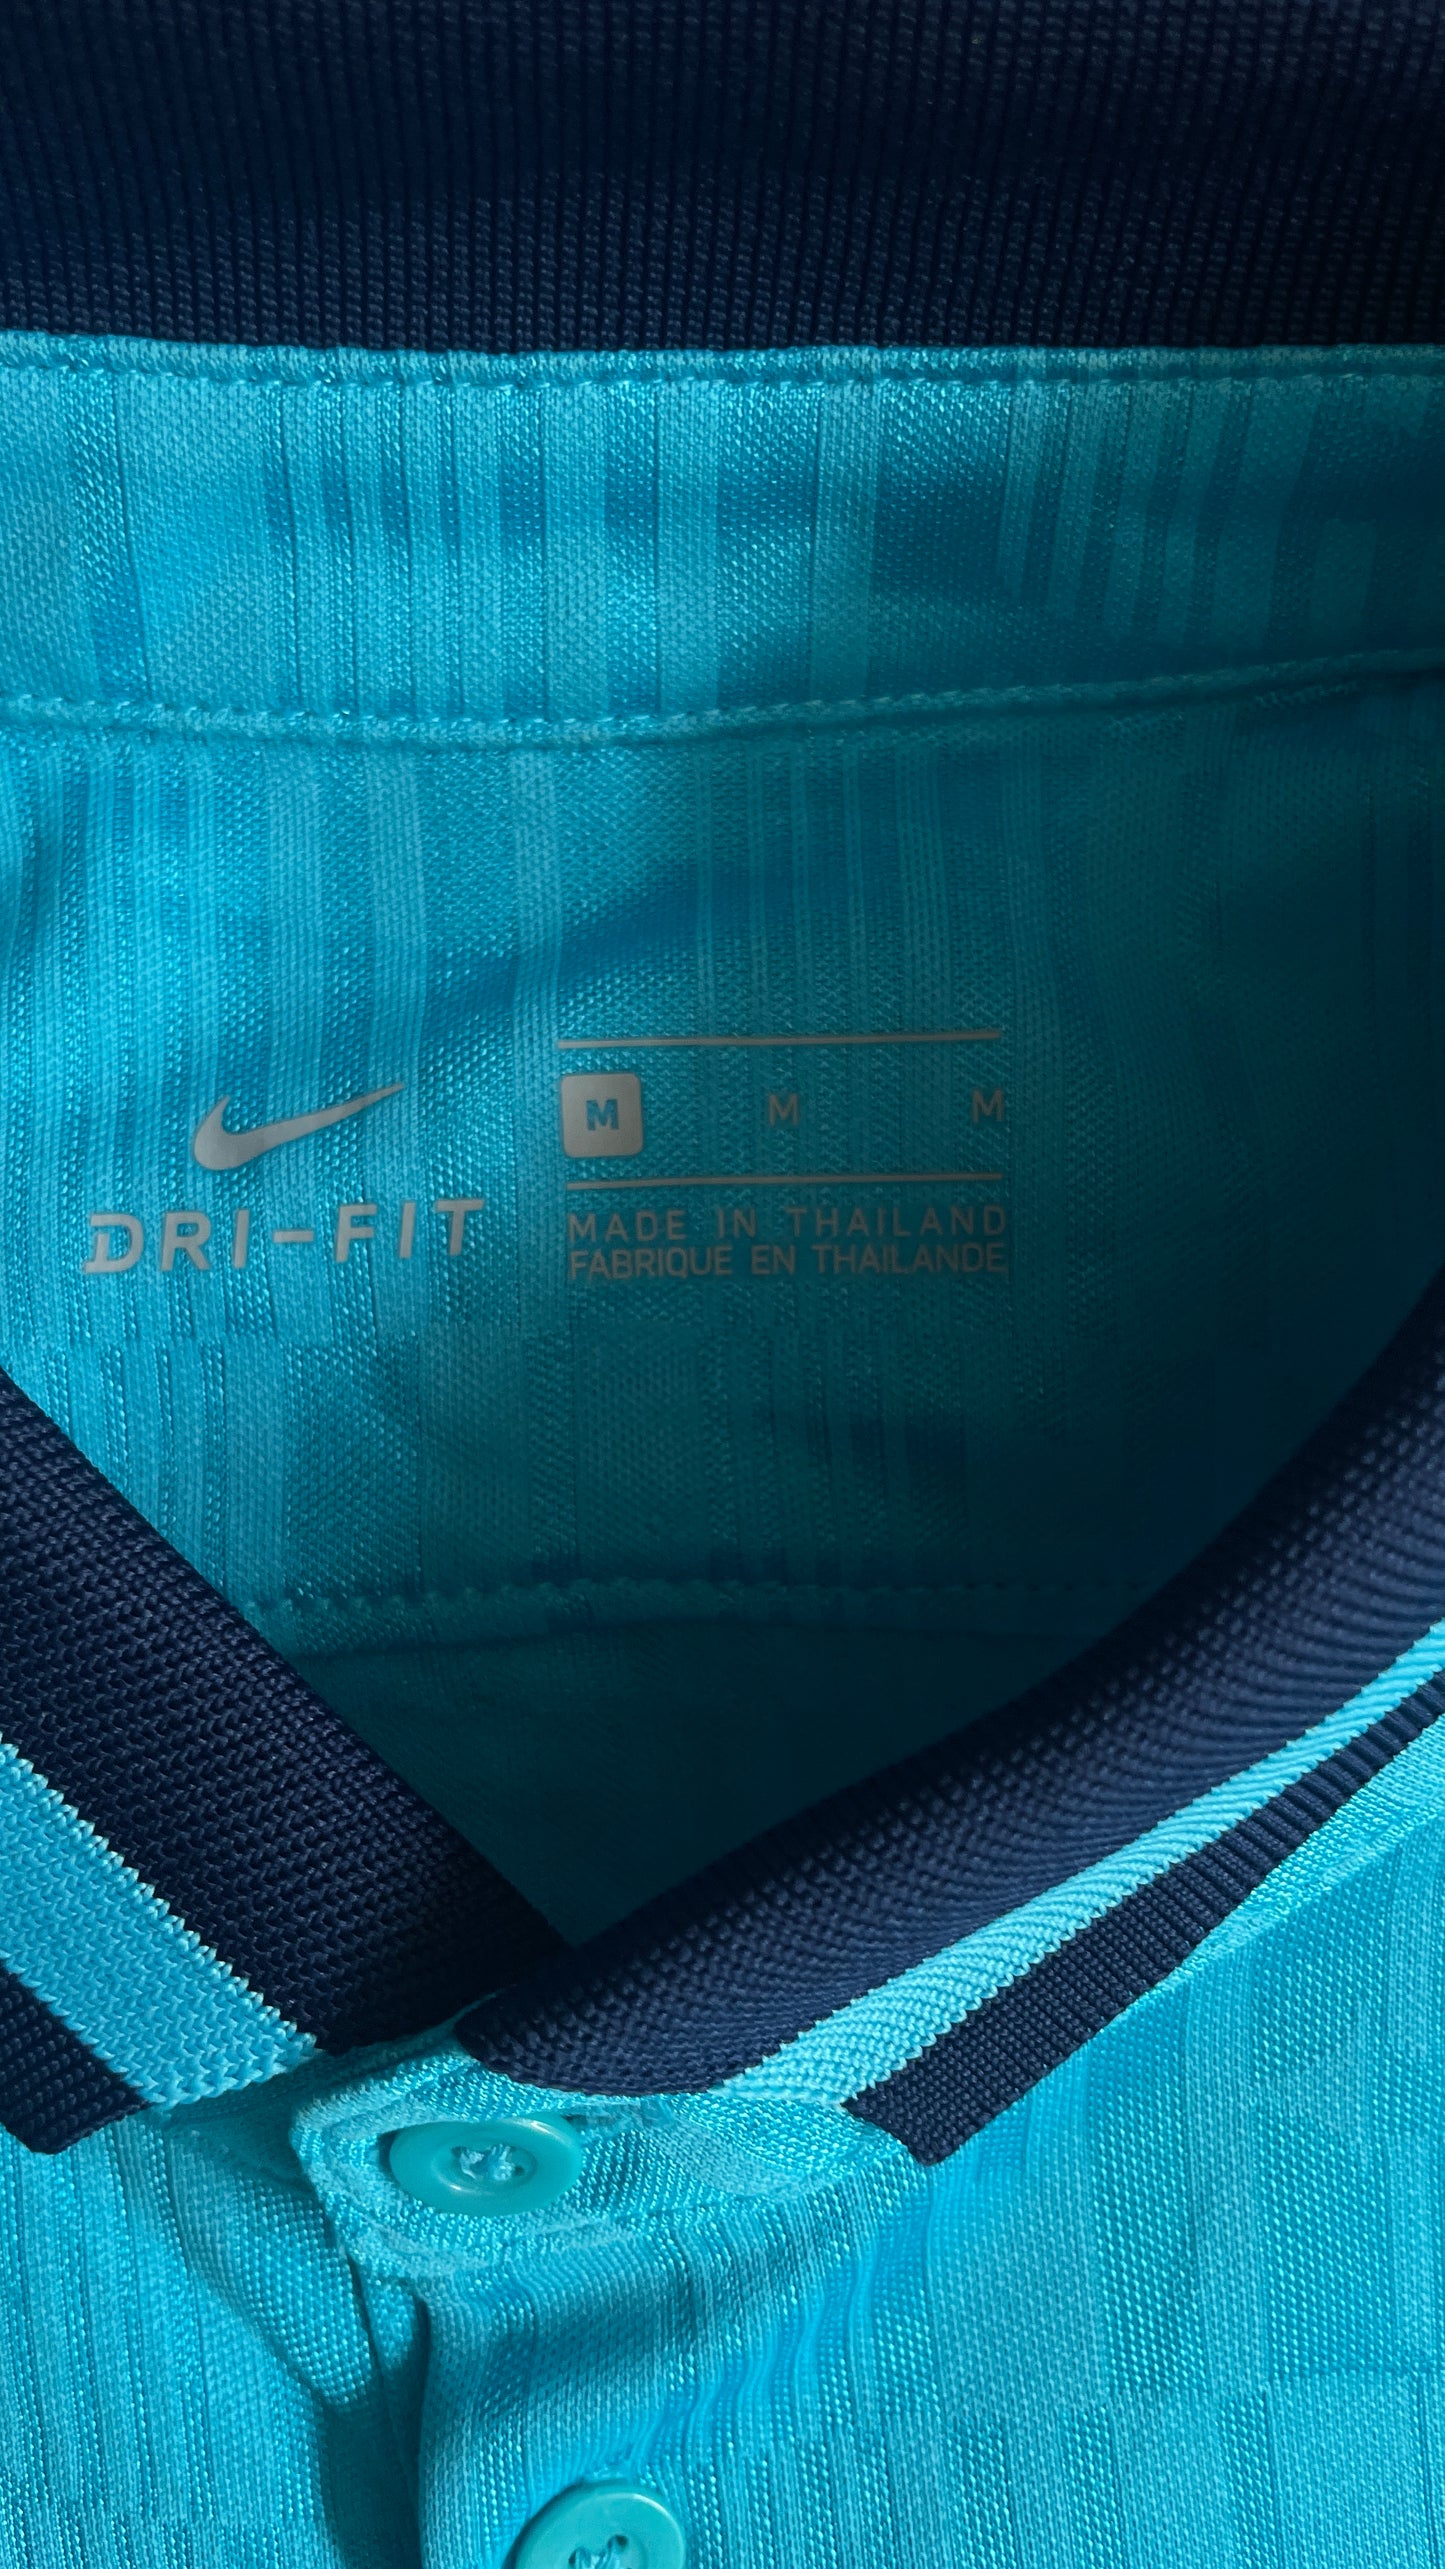 DRI-FIT
M M M
MADE IN THAILAND
FABRIQUE EN THAILANDE